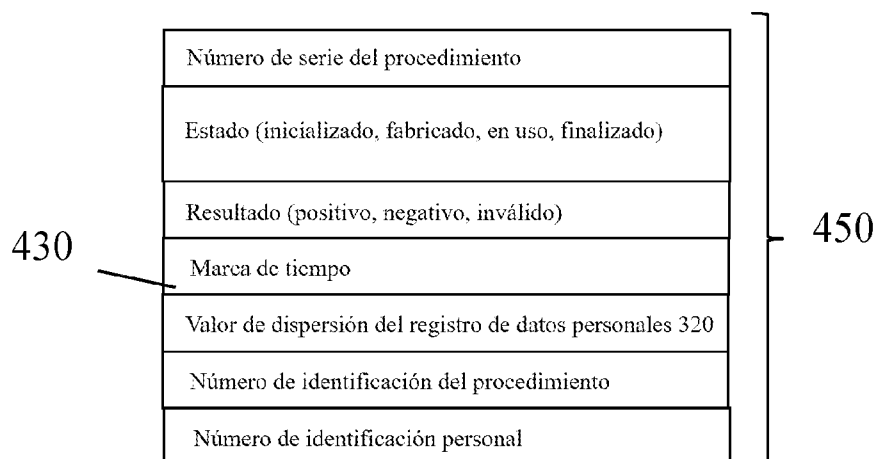 Número de serie del procedimiento
Estado (inicializado, fabricado, en uso, finalizado)
Resultado (positivo, negativo, inválido)
430
450
Marca de tiempo
Valor de dispersión del registro de datos personales 320
Número de identificación del procedimiento
Número de identificación personal